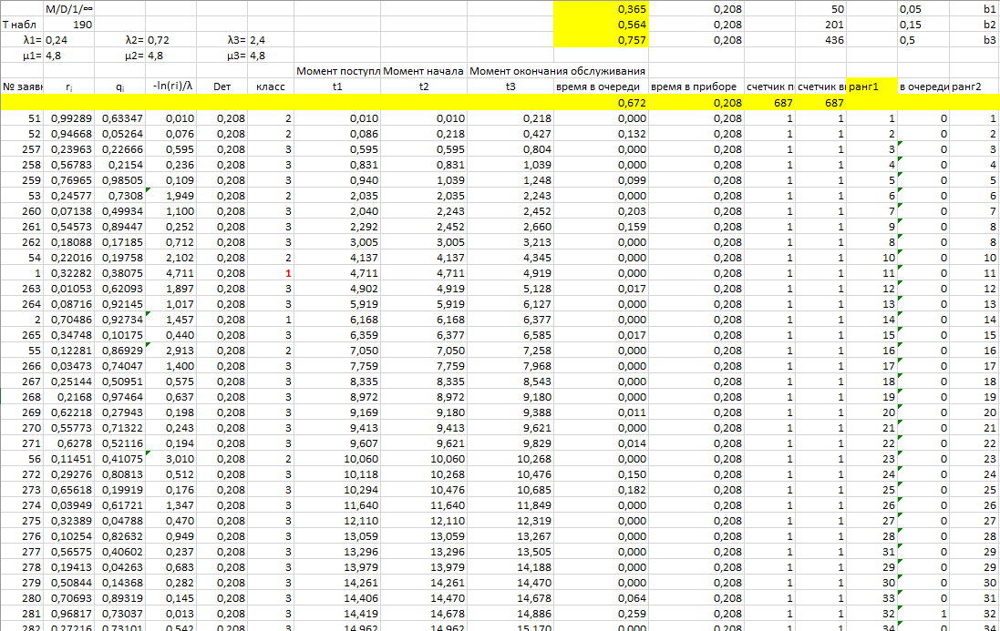 M/D/1/∞ 0,365 0,208 50 0,05 b1
Т набл 190 0,564 0,208 201 0,15 b2
λ1= 0,24 λ2= 0,72 λ3= 2,4 0,757 0,208 436 0,5 b3
μ1= 4,8 μ2= 4,8 μ3= 4,8
Момент поступл Момент начала Момент окончания обслуживания
№ заявк ri qi -ln(ri)/λ Det класс t1 t2 t3 время в очереди время в приборе счетчик п счетчик вы ранг1 в очереди ранг2
0,672 0,208 687 687
51 0,99289 0,63347 0,010 0,208 2 0,010 0,010 0,218 0,000 0,208 1 1 1 0 1
52 0,94668 0,05264 0,076 0,208 2 0,086 0,218 0,427 0,132 0,208 1 1 2 0 2
257 0,23963 0,22666 0,595 0,208 3 0,595 0,595 0,804 0,000 0,208 1 1 3 0 3
258 0,56783 0,2154 0,236 0,208 3 0,831 0,831 1,039 0,000 0,208 1 1 4 0 4
259 0,76965 0,98505 0,109 0,208 3 0,940 1,039 1,248 0,099 0,208 1 1 5 0 5
53 0,24577 0,7308 1,949 0,208 2 2,035 2,035 2,243 0,000 0,208 1 1 6 0 6
260 0,07138 0,49934 1,100 0,208 3 2,040 2,243 2,452 0,203 0,208 1 1 7 0 7
261 0,54573 0,89447 0,252 0,208 3 2,292 2,452 2,660 0,159 0,208 1 1 9 0 8
262 0,18088 0,17185 0,712 0,208 3 3,005 3,005 3,213 0,000 0,208 1 1 8 0 8
54 0,22016 0,19758 2,102 0,208 2 4,137 4,137 4,345 0,000 0,208 1 1 10 0 10
1 0,32282 0,38075 4,711 0,208 1 4,711 4,711 4,919 0,000 0,208 1 1 11 0 11
263 0,01053 0,62093 1,897 0,208 3 4,902 4,919 5,128 0,017 0,208 1 1 12 0 12
264 0,08716 0,92145 1,017 0,208 3 5,919 5,919 6,127 0,000 0,208 1 1 13 0 13
2 0,70486 0,92734 1,457 0,208 1 6,168 6,168 6,377 0,000 0,208 1 1 14 0 14
265 0,34748 0,10175 0,440 0,208 3 6,359 6,377 6,585 0,017 0,208 1 1 15 0 15
55 0,12281 0,86929 2,913 0,208 2 7,050 7,050 7,258 0,000 0,208 1 1 16 0 16
266 0,03473 0,74047 1,400 0,208 3 7,759 7,759 7,968 0,000 0,208 1 1 17 0 17
267 0,25144 0,50951 0,575 0,208 3 8,335 8,335 8,543 0,000 0,208 1 1 18 0 18
268 0,2168 0,97464 0,637 0,208 3 8,972 8,972 9,180 0,000 0,208 1 1 19 0 19
269 0,62218 0,27943 0,198 0,208 3 9,169 9,180 9,388 0,011 0,208 1 1 20 0 20
270 0,55773 0,71322 0,243 0,208 3 9,413 9,413 9,621 0,000 0,208 1 1 21 0 21
271 0,6278 0,52116 0,194 0,208 3 9,607 9,621 9,829 0,014 0,208 1 1 22 0 22
56 0,11451 0,41075 3,010 0,208 2 10,060 10,060 10,268 0,000 0,208 1 1 23 0 23
272 0,29276 0,80813 0,512 0,208 3 10,118 10,268 10,476 0,150 0,208 1 1 24 0 24
273 0,65618 0,19919 0,176 0,208 3 10,294 10,476 10,685 0,182 0,208 1 1 25 0 25
274 0,03949 0,61721 1,347 0,208 3 11,640 11,640 11,849 0,000 0,208 1 1 26 0 26
275 0,32389 0,04788 0,470 0,208 3 12,110 12,110 12,319 0,000 0,208 1 1 27 0 27
276 0,10254 0,82632 0,949 0,208 3 13,059 13,059 13,267 0,000 0,208 1 1 28 0 28
277 0,56575 0,40602 0,237 0,208 3 13,296 13,296 13,505 0,000 0,208 1 1 31 0 29
278 0,19413 0,04263 0,683 0,208 3 13,979 13,979 14,188 0,000 0,208 1 1 29 0 29
279 0,50844 0,14368 0,282 0,208 3 14,261 14,261 14,470 0,000 0,208 1 1 30 0 30
280 0,70693 0,89319 0,145 0,208 3 14,406 14,470 14,678 0,064 0,208 1 1 33 0 31
281 0,96817 0,73037 0,013 0,208 3 14,419 14,678 14,886 0,259 0,208 1 1 32 1 32
282 0,27216 0,73101 0,542 0,208 3 14,962 14,962 15,170 0,000 0,208 1 1 34 0 34